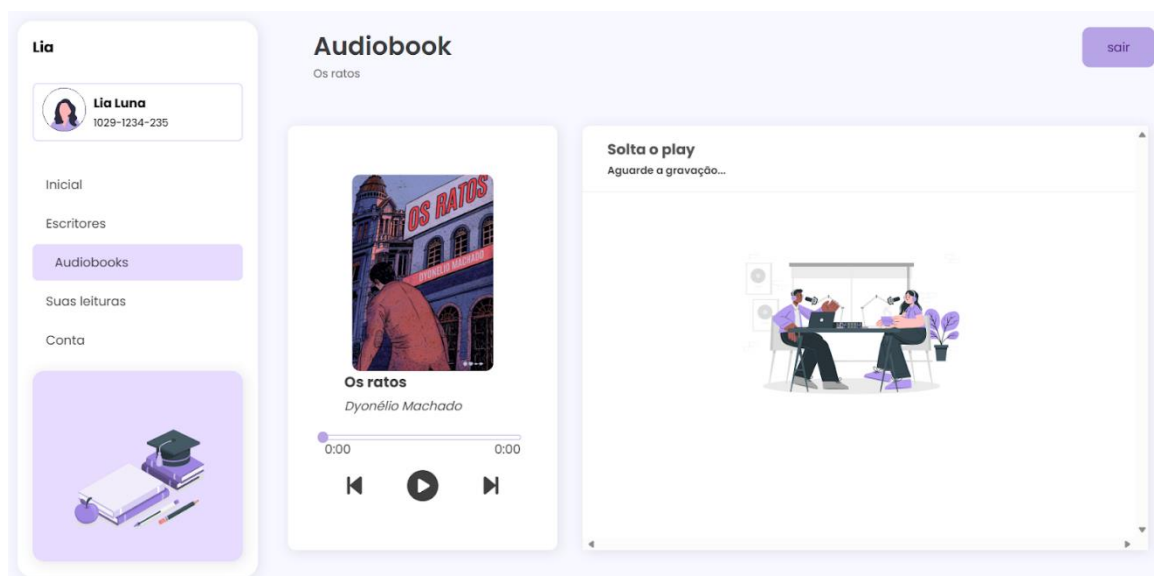 Lia
Lia Luna
1029-1234-235
Inicial
Escritores
Audiobooks
Suas leituras
Conta
Audiobook
Os ratos
sair
OS RATOS
DYONELIO MACHADO
Os ratos
Dyonélio Machado
0:00 0:00
Solta o play
Aguarde a gravação...